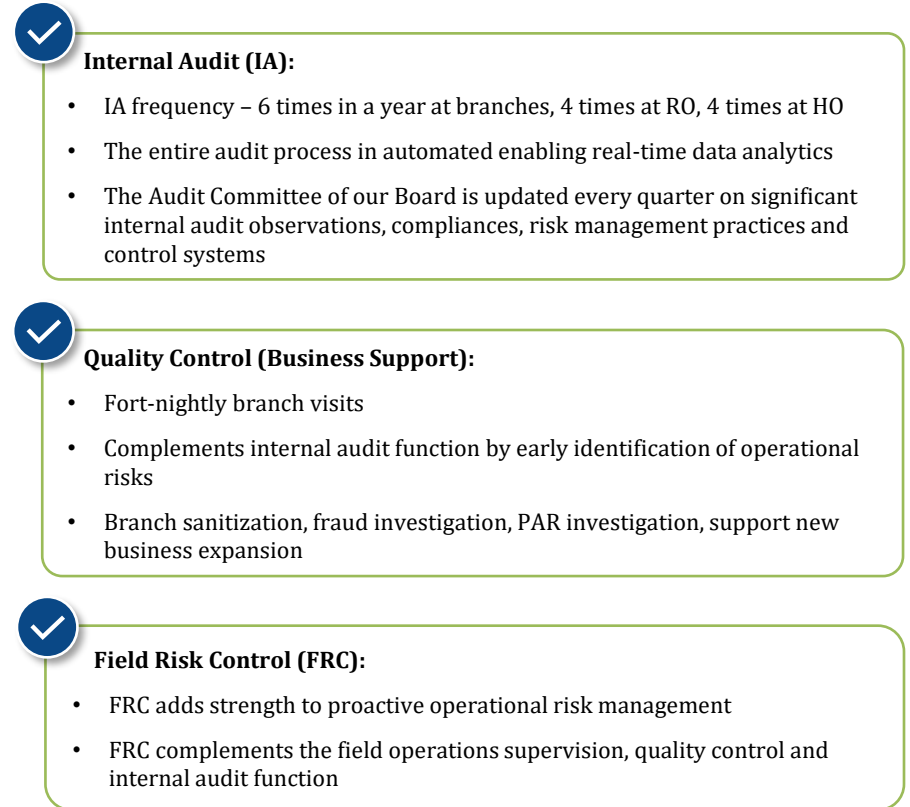 Internal Audit (IA):
• IA frequency – 6 times in a year at branches, 4 times at RO, 4 times at HO
• The entire audit process in automated enabling real-time data analytics
• The Audit Committee of our Board is updated every quarter on significant
internal audit observations, compliances, risk management practices and
control systems
Quality Control (Business Support):
• Fort-nightly branch visits
• Complements internal audit function by early identification of operational
risks
• Branch sanitization, fraud investigation, PAR investigation, support new
business expansion
Field Risk Control (FRC):
• FRC adds strength to proactive operational risk management
• FRC complements the field operations supervision, quality control and
internal audit function